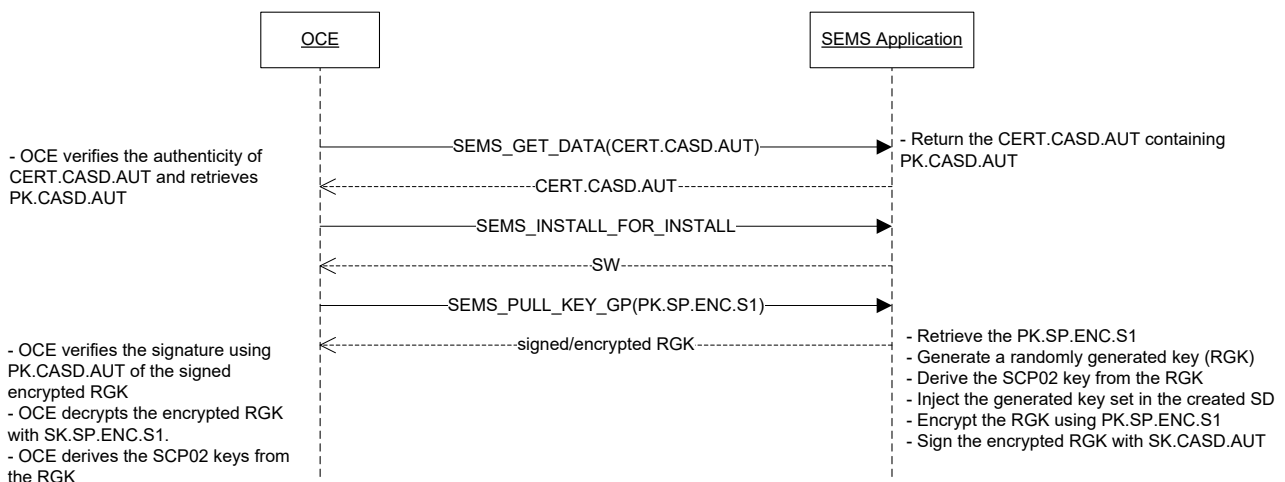 OCE
SEMS Application
SEMS_GET_DATA(CERT.CASD.AUT)
- Return the CERT.CASD.AUT containing
PK.CASD.AUT
- OCE verifies the authenticity of
CERT.CASD.AUT and retrieves
PK.CASD.AUT
CERT.CASD.AUT
SEMS_INSTALL_FOR_INSTALL
SW
SEMS_PULL_KEY_GP(PK.SP.ENC.S1)
signed/encrypted RGK
- OCE verifies the signature using
PK.CASD.AUT of the signed
encrypted RGK
- OCE decrypts the encrypted RGK
with SK.SP.ENC.S1.
- OCE derives the SCP02 keys from
the RGK
- Retrieve the PK.SP.ENC.S1
- Generate a randomly generated key (RGK)
- Derive the SCP02 key from the RGK
- Inject the generated key set in the created SD
- Encrypt the RGK using PK.SP.ENC.S1
- Sign the encrypted RGK with SK.CASD.AUT